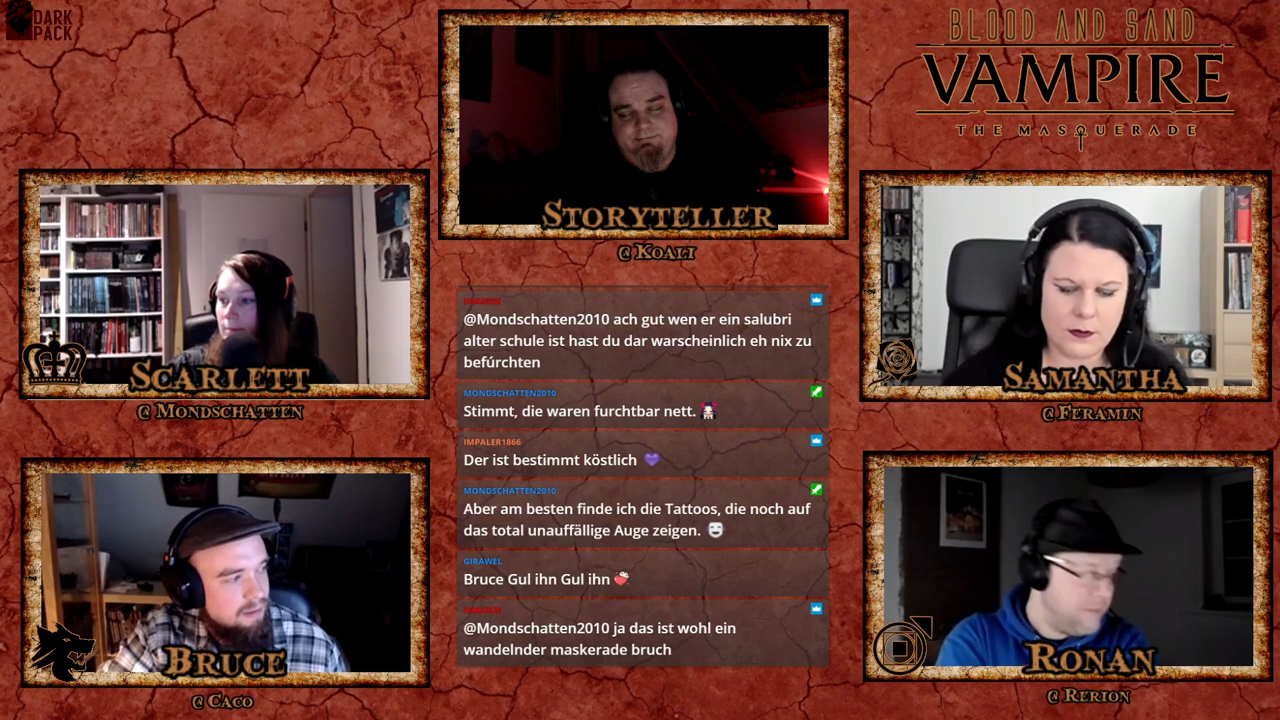 DARK
PACK
BLOOD AND SAND
VAMPIRE
THE MASQUERADE
STORYTELLER
@ KOALI
SCARLETT
@ MONDSCHATTEN
SAMANTHA
@ FERAMIN
@Mondschatten2010 ach gut wen er ein salubri
alter schule ist hast du dar warscheinlich eh nix zu
befúrchten
MONDSCHATTEN2010
Stimmt, die waren furchtbar nett.
IMPALER1866
Der ist bestimmt köstlich
MONDSCHATTEN2010
Aber am besten finde ich die Tattoos, die noch auf
das total unauffällige Auge zeigen.
GIRAWEL
Bruce Gul ihn Gul ihn
@Mondschatten2010 ja das ist wohl ein
wandelnder maskerade bruch
BRUCE
@ CACO
RONAN
@ RERION